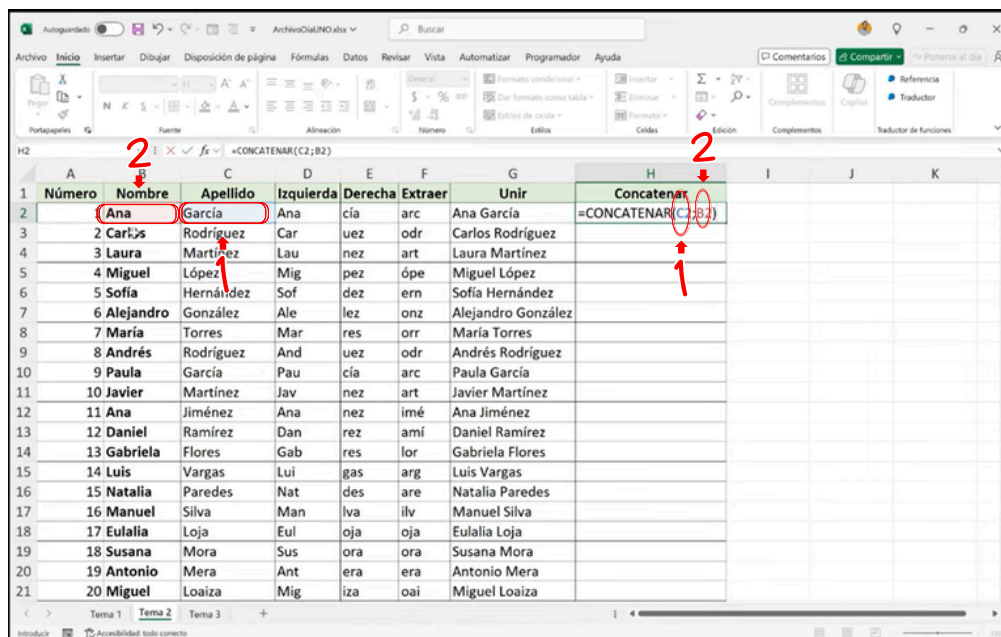 Autoguardado ArchivoDiaUNO.xlsx Buscar
Archivo Inicio Insertar Dibujar Disposición de página Fórmulas Datos Revisar Vista Automatizar Programador Ayuda Comentarios Compartir Ponerse al día
Pegar
Portapapeles
N K S
Fuente
Alineación
General
$ % 000
Número
Formato condicional
Dar formato como tabla
Estilos de celda
Estilos
Insertar
Eliminar
Formato
Celdas
Edición
Complementos
Complementos
Copilot
Referencia
Traductor
Traductor de funciones
H2 fx =CONCATENAR(C2;B2)
2 2
A B C D E F G H I J K
1 Número Nombre Apellido Izquierda Derecha Extraer Unir Concatenar
2 1 Ana García Ana cía arc Ana García =CONCATENAR(C2;B2)
3 2 Carlos Rodríguez Car uez odr Carlos Rodríguez
4 3 Laura Martínez Lau nez art Laura Martínez
1 1
5 4 Miguel López Mig pez ópe Miguel López
6 5 Sofía Hernández Sof dez ern Sofía Hernández
7 6 Alejandro González Ale lez onz Alejandro González
8 7 María Torres Mar res orr María Torres
9 8 Andrés Rodríguez And uez odr Andrés Rodríguez
10 9 Paula García Pau cía arc Paula García
11 10 Javier Martínez Jav nez art Javier Martínez
12 11 Ana Jiménez Ana nez imé Ana Jiménez
13 12 Daniel Ramírez Dan rez amí Daniel Ramírez
14 13 Gabriela Flores Gab res lor Gabriela Flores
15 14 Luis Vargas Lui gas arg Luis Vargas
16 15 Natalia Paredes Nat des are Natalia Paredes
17 16 Manuel Silva Man lva ilv Manuel Silva
18 17 Eulalia Loja Eul oja oja Eulalia Loja
19 18 Susana Mora Sus ora ora Susana Mora
20 19 Antonio Mera Ant era era Antonio Mera
21 20 Miguel Loaiza Mig iza oai Miguel Loaiza
Tema 1 Tema 2 Tema 3 +
Introducir Accesibilidad: todo correcto